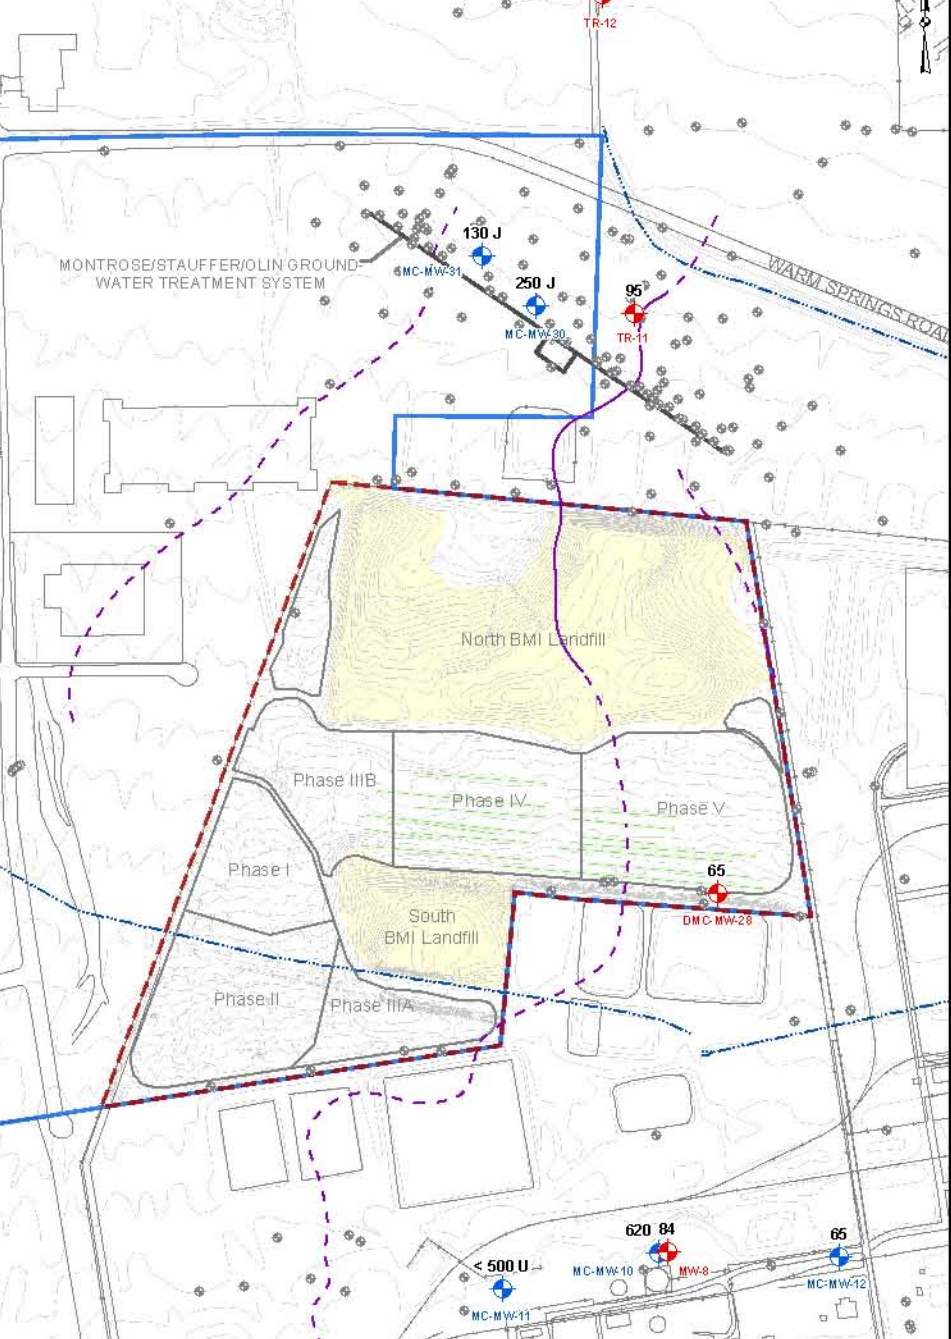 TR-12
130 J
MC-MW-31
MONTROSE/STAUFFER/OLIN GROUND-
WATER TREATMENT SYSTEM
250 J
MC-MW-30
95
TR-11
WARM SPRINGS ROAD
North BMI Landfill
Phase IIIB
Phase IV
Phase V
Phase I
65
DMC-MW-28
South
BMI Landfill
Phase II
Phase IIIA
620 84
MC-MW-10 MW-8
65
MC-MW-12
< 500 U
MC-MW-11